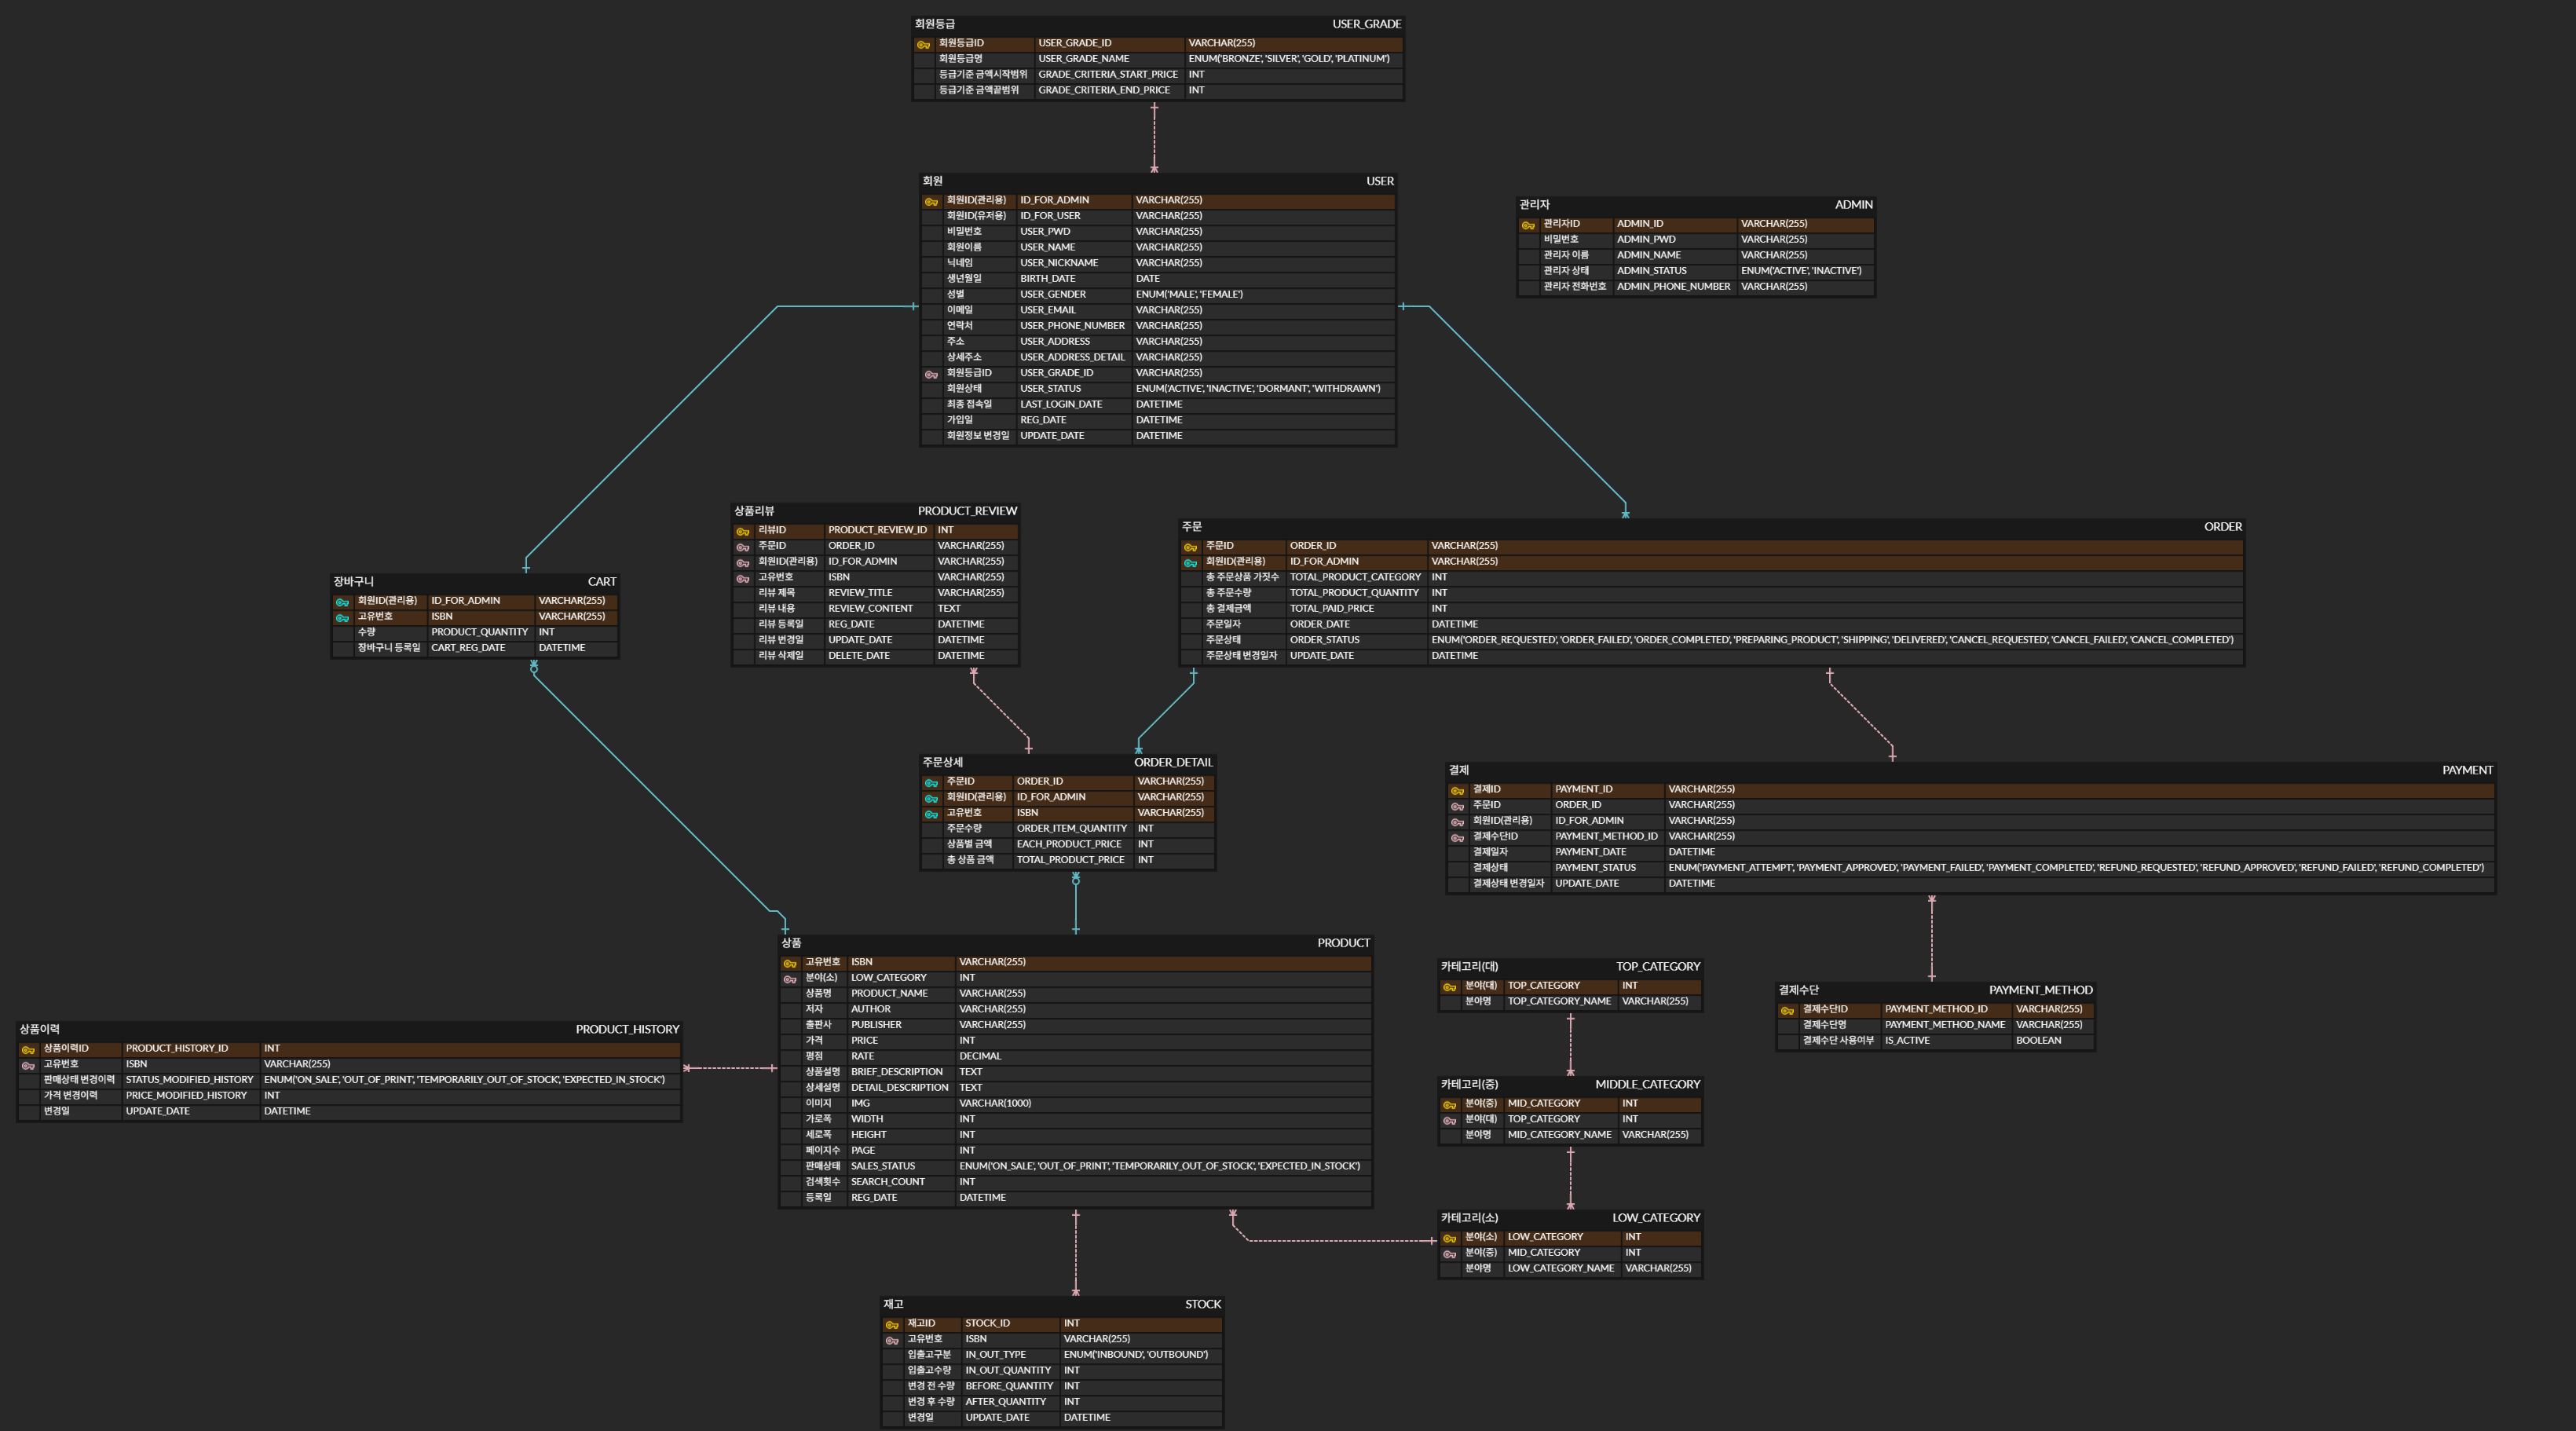 회원등급 USER_GRADE
회원등급ID USER_GRADE_ID VARCHAR(255)
회원등급명 USER_GRADE_NAME ENUM('BRONZE', 'SILVER', 'GOLD', 'PLATINUM')
등급기준 금액시작범위 GRADE_CRITERIA_START_PRICE INT
등급기준 금액끝범위 GRADE_CRITERIA_END_PRICE INT
회원 USER
회원ID(관리용) ID_FOR_ADMIN VARCHAR(255)
회원ID(유저용) ID_FOR_USER VARCHAR(255)
비밀번호 USER_PWD VARCHAR(255)
회원이름 USER_NAME VARCHAR(255)
닉네임 USER_NICKNAME VARCHAR(255)
생년월일 BIRTH_DATE DATE
성별 USER_GENDER ENUM('MALE', 'FEMALE')
이메일 USER_EMAIL VARCHAR(255)
연락처 USER_PHONE_NUMBER VARCHAR(255)
주소 USER_ADDRESS VARCHAR(255)
상세주소 USER_ADDRESS_DETAIL VARCHAR(255)
회원등급ID USER_GRADE_ID VARCHAR(255)
회원상태 USER_STATUS ENUM('ACTIVE', 'INACTIVE', 'DORMANT', 'WITHDRAWN')
최종 접속일 LAST_LOGIN_DATE DATETIME
가입일 REG_DATE DATETIME
회원정보 변경일 UPDATE_DATE DATETIME
관리자 ADMIN
관리자ID ADMIN_ID VARCHAR(255)
비밀번호 ADMIN_PWD VARCHAR(255)
관리자 이름 ADMIN_NAME VARCHAR(255)
관리자 상태 ADMIN_STATUS ENUM('ACTIVE', 'INACTIVE')
관리자 전화번호 ADMIN_PHONE_NUMBER VARCHAR(255)
장바구니 CART
회원ID(관리용) ID_FOR_ADMIN VARCHAR(255)
고유번호 ISBN VARCHAR(255)
수량 PRODUCT_QUANTITY INT
장바구니 등록일 CART_REG_DATE DATETIME
상품리뷰 PRODUCT_REVIEW
리뷰ID PRODUCT_REVIEW_ID INT
주문ID ORDER_ID VARCHAR(255)
회원ID(관리용) ID_FOR_ADMIN VARCHAR(255)
고유번호 ISBN VARCHAR(255)
리뷰 제목 REVIEW_TITLE VARCHAR(255)
리뷰 내용 REVIEW_CONTENT TEXT
리뷰 등록일 REG_DATE DATETIME
리뷰 변경일 UPDATE_DATE DATETIME
리뷰 삭제일 DELETE_DATE DATETIME
주문 ORDER
주문ID ORDER_ID VARCHAR(255)
회원ID(관리용) ID_FOR_ADMIN VARCHAR(255)
총 주문상품 가짓수 TOTAL_PRODUCT_CATEGORY INT
총 주문수량 TOTAL_PRODUCT_QUANTITY INT
총 결제금액 TOTAL_PAID_PRICE INT
주문일자 ORDER_DATE DATETIME
주문상태 ORDER_STATUS ENUM('ORDER_REQUESTED', 'ORDER_FAILED', 'ORDER_COMPLETED', 'PREPARING_PRODUCT', 'SHIPPING', 'DELIVERED', 'CANCEL_REQUESTED', 'CANCEL_FAILED', 'CANCEL_COMPLETED')
주문상태 변경일자 UPDATE_DATE DATETIME
주문상세 ORDER_DETAIL
주문ID ORDER_ID VARCHAR(255)
회원ID(관리용) ID_FOR_ADMIN VARCHAR(255)
고유번호 ISBN VARCHAR(255)
주문수량 ORDER_ITEM_QUANTITY INT
상품별 금액 EACH_PRODUCT_PRICE INT
총 상품 금액 TOTAL_PRODUCT_PRICE INT
결제 PAYMENT
결제ID PAYMENT_ID VARCHAR(255)
주문ID ORDER_ID VARCHAR(255)
회원ID(관리용) ID_FOR_ADMIN VARCHAR(255)
결제수단ID PAYMENT_METHOD_ID VARCHAR(255)
결제일자 PAYMENT_DATE DATETIME
결제상태 PAYMENT_STATUS ENUM('PAYMENT_ATTEMPT', 'PAYMENT_APPROVED', 'PAYMENT_FAILED', 'PAYMENT_COMPLETED', 'REFUND_REQUESTED', 'REFUND_APPROVED', 'REFUND_FAILED', 'REFUND_COMPLETED')
결제상태 변경일자 UPDATE_DATE DATETIME
상품 PRODUCT
고유번호 ISBN VARCHAR(255)
분야(소) LOW_CATEGORY INT
상품명 PRODUCT_NAME VARCHAR(255)
저자 AUTHOR VARCHAR(255)
출판사 PUBLISHER VARCHAR(255)
가격 PRICE INT
평점 RATE DECIMAL
상품설명 BRIEF_DESCRIPTION TEXT
상세설명 DETAIL_DESCRIPTION TEXT
이미지 IMG VARCHAR(1000)
가로폭 WIDTH INT
세로폭 HEIGHT INT
페이지수 PAGE INT
판매상태 SALES_STATUS ENUM('ON_SALE', 'OUT_OF_PRINT', 'TEMPORARILY_OUT_OF_STOCK', 'EXPECTED_IN_STOCK')
검색횟수 SEARCH_COUNT INT
등록일 REG_DATE DATETIME
카테고리(대) TOP_CATEGORY
분야(대) TOP_CATEGORY INT
분야명 TOP_CATEGORY_NAME VARCHAR(255)
결제수단 PAYMENT_METHOD
결제수단ID PAYMENT_METHOD_ID VARCHAR(255)
결제수단명 PAYMENT_METHOD_NAME VARCHAR(255)
결제수단 사용여부 IS_ACTIVE BOOLEAN
상품이력 PRODUCT_HISTORY
상품이력ID PRODUCT_HISTORY_ID INT
고유번호 ISBN VARCHAR(255)
판매상태 변경이력 STATUS_MODIFIED_HISTORY ENUM('ON_SALE', 'OUT_OF_PRINT', 'TEMPORARILY_OUT_OF_STOCK', 'EXPECTED_IN_STOCK')
가격 변경이력 PRICE_MODIFIED_HISTORY INT
변경일 UPDATE_DATE DATETIME
카테고리(중) MIDDLE_CATEGORY
분야(중) MID_CATEGORY INT
분야(대) TOP_CATEGORY INT
분야명 MID_CATEGORY_NAME VARCHAR(255)
카테고리(소) LOW_CATEGORY
분야(소) LOW_CATEGORY INT
분야(중) MID_CATEGORY INT
분야명 LOW_CATEGORY_NAME VARCHAR(255)
재고 STOCK
재고ID STOCK_ID INT
고유번호 ISBN VARCHAR(255)
입출고구분 IN_OUT_TYPE ENUM('INBOUND', 'OUTBOUND')
입출고수량 IN_OUT_QUANTITY INT
변경 전 수량 BEFORE_QUANTITY INT
변경 후 수량 AFTER_QUANTITY INT
변경일 UPDATE_DATE DATETIME